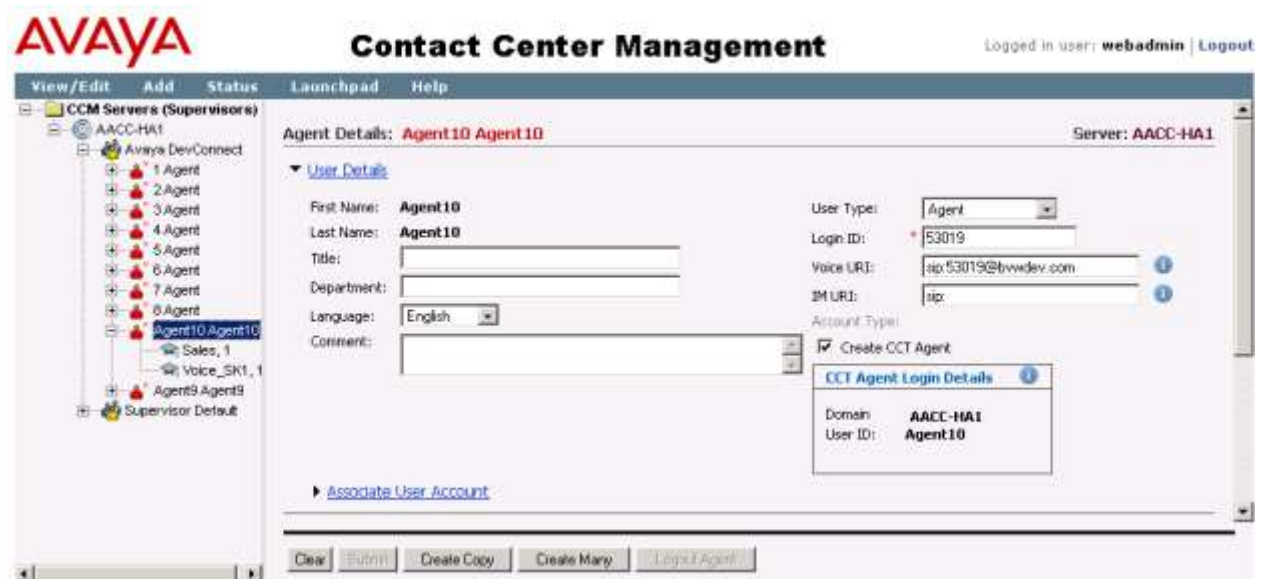 AVAYA
Contact Center Management
Logged in user: webadmin | Logout
View/Edit Add Status Launchpad Help
CCM Servers (Supervisors)
AACC-HA1
Avaya DevConnect
1 Agent
2 Agent
3 Agent
4 Agent
5 Agent
6 Agent
7 Agent
8 Agent
Agent10 Agent10
Sales, 1
Voice_SK1, 1
Agent9 Agent9
Supervisor Default
Agent Details: Agent10 Agent10
Server: AACC-HA1
User Details
First Name: Agent10
Last Name: Agent10
Title:
Department:
Language: English
Comment:
User Type: Agent
Login ID: * 53019
Voice URI: sip:53019@bvwdev.com
IM URI: sip:
Account Type:
Create CCT Agent
CCT Agent Login Details
Domain AACC-HA1
User ID: Agent10
Associate User Account
Clear Submit Create Copy Create Many Logout Agent